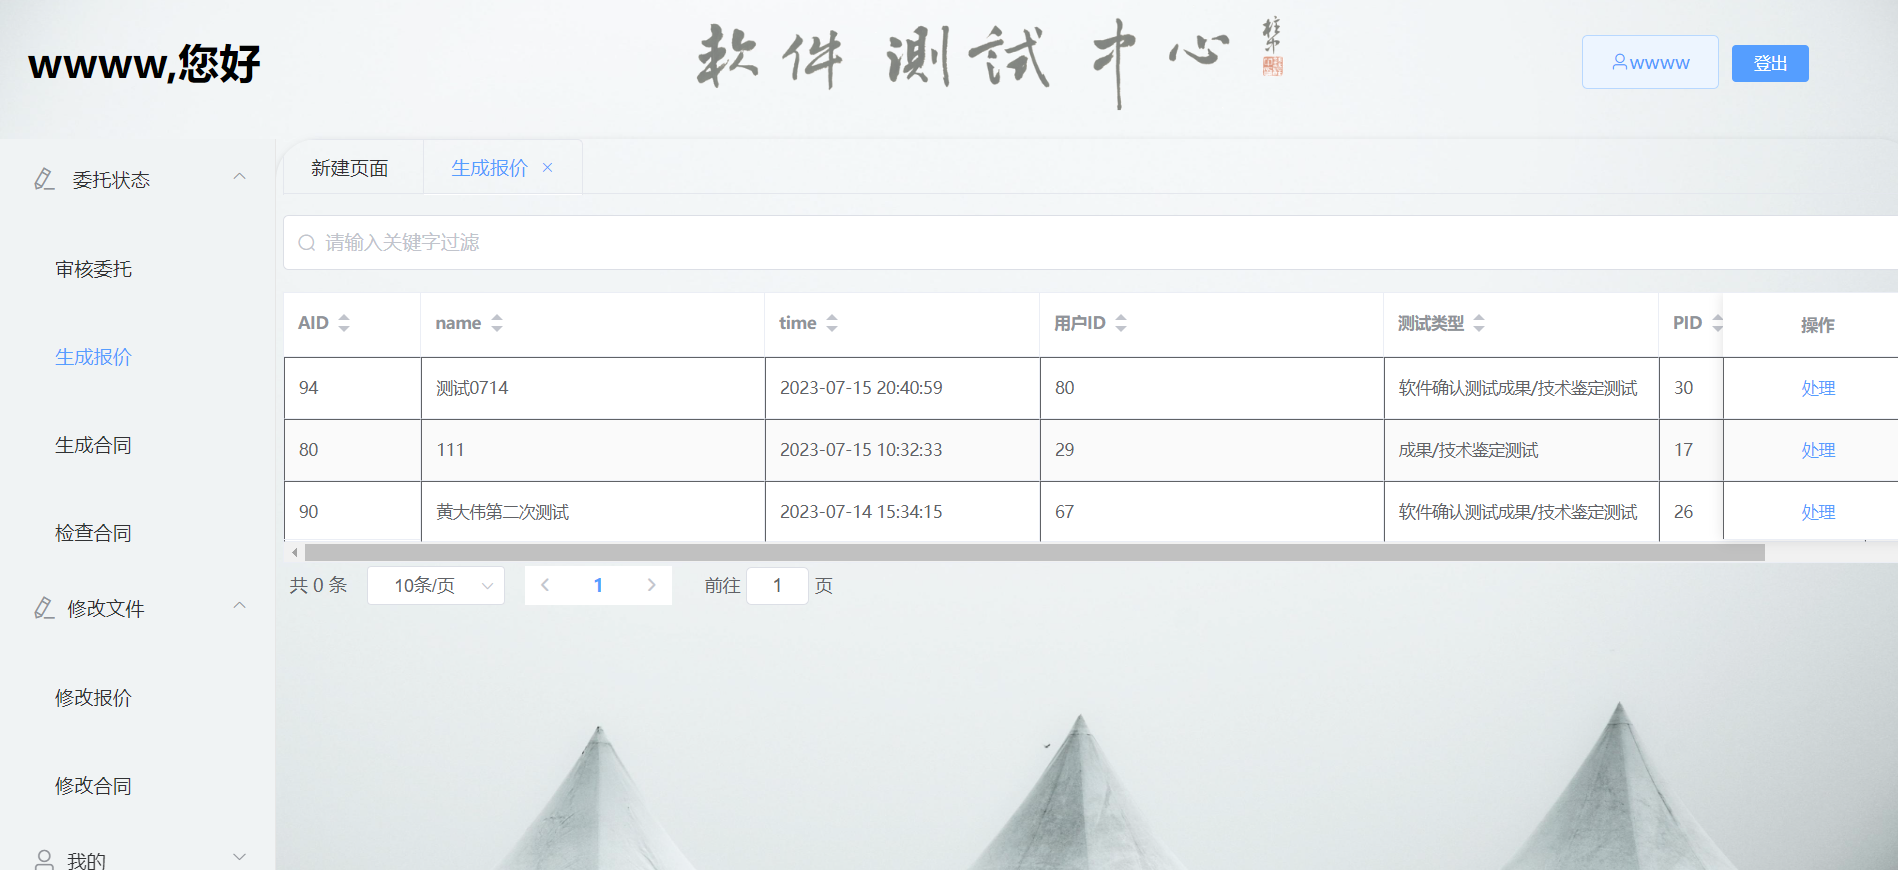 wwww,您好
软件测试中心
wwww
登出
委托状态
审核委托
生成报价
生成合同
检查合同
修改文件
修改报价
修改合同
我的
新建页面
生成报价
请输入关键字过滤
AID name time 用户ID 测试类型 PID 操作
94 测试0714 2023-07-15 20:40:59 80 软件确认测试成果/技术鉴定测试 30 处理
80 111 2023-07-15 10:32:33 29 成果/技术鉴定测试 17 处理
90 黄大伟第二次测试 2023-07-14 15:34:15 67 软件确认测试成果/技术鉴定测试 26 处理
共 0 条 10条/页 1 前往 1 页